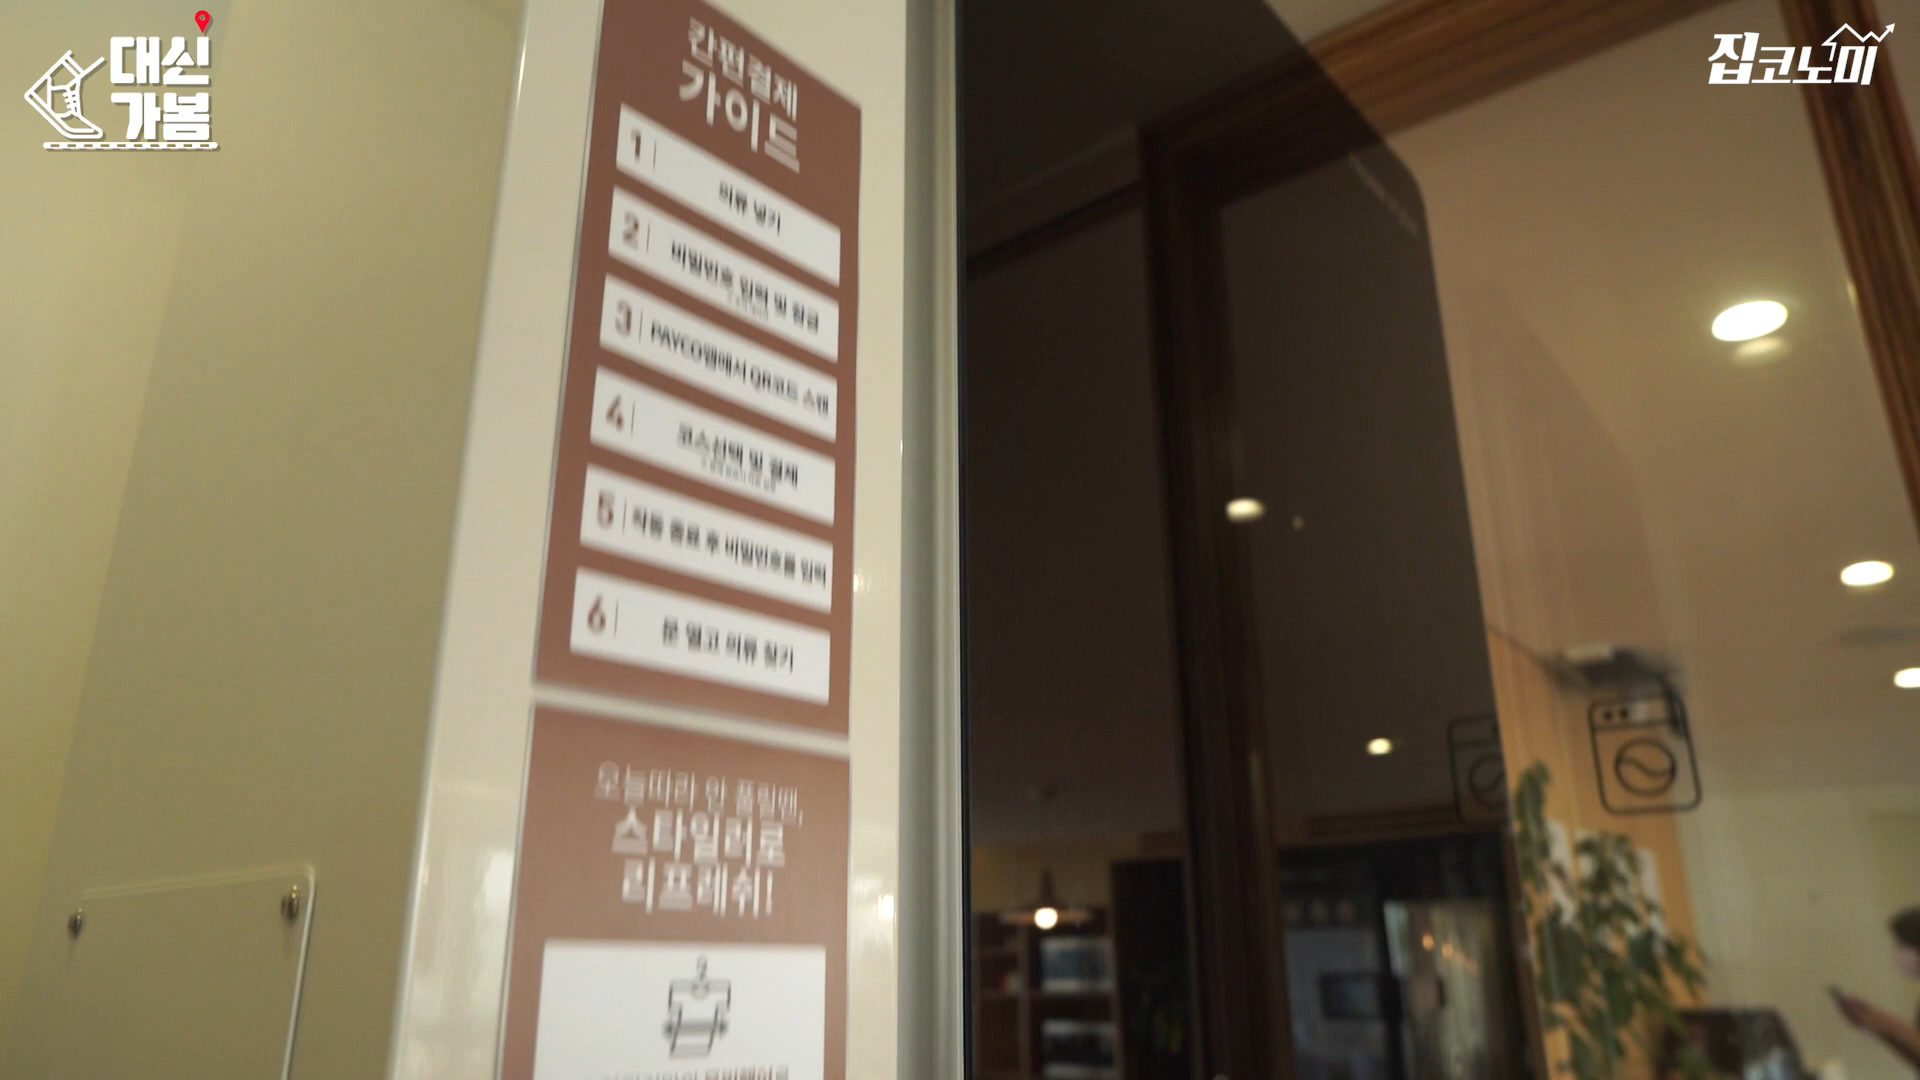 대신
가봄
집코노미
간편결제
가이드
1 의류 넣기
2 비밀번호 입력 및 잠금
3 PAYCO앱에서 QR코드 스캔
4 코스선택 및 결제
5 작동 종료 후 비밀번호를 입력
6 문 열고 의류 찾기
오늘따라 안 풀릴땐,
스타일러로
리프레쉬!